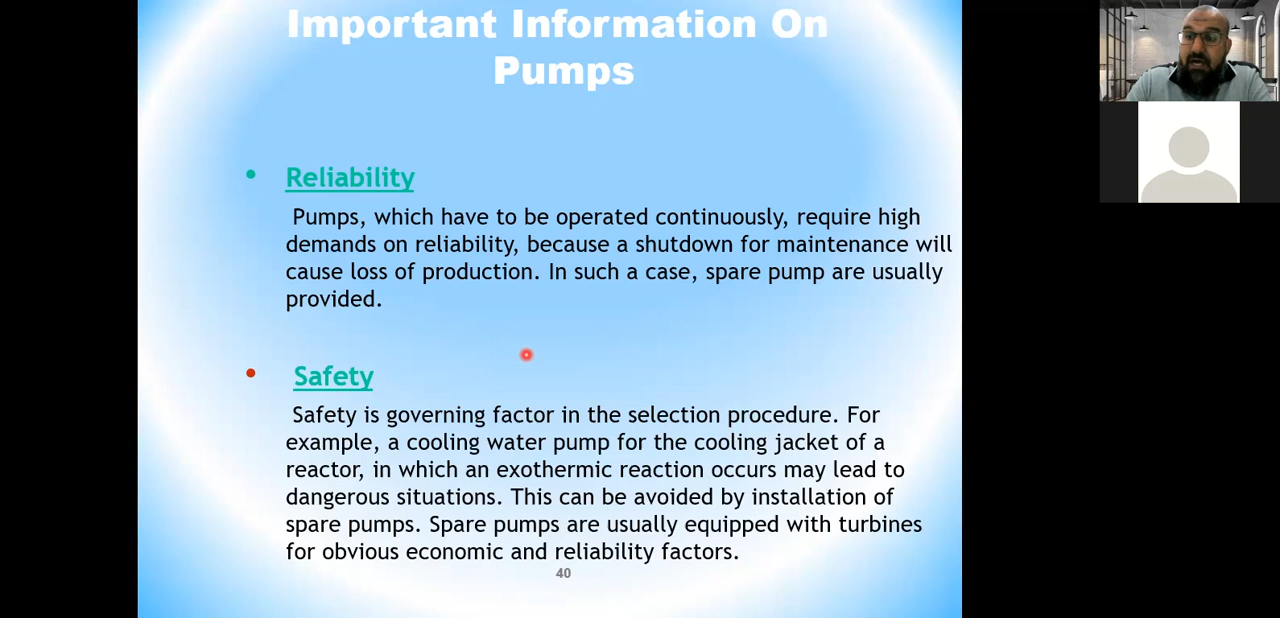 Important Information On
Pumps
• Reliability
Pumps, which have to be operated continuously, require high
demands on reliability, because a shutdown for maintenance will
cause loss of production. In such a case, spare pump are usually
provided.
• Safety
Safety is governing factor in the selection procedure. For
example, a cooling water pump for the cooling jacket of a
reactor, in which an exothermic reaction occurs may lead to
dangerous situations. This can be avoided by installation of
spare pumps. Spare pumps are usually equipped with turbines
for obvious economic and reliability factors.
40